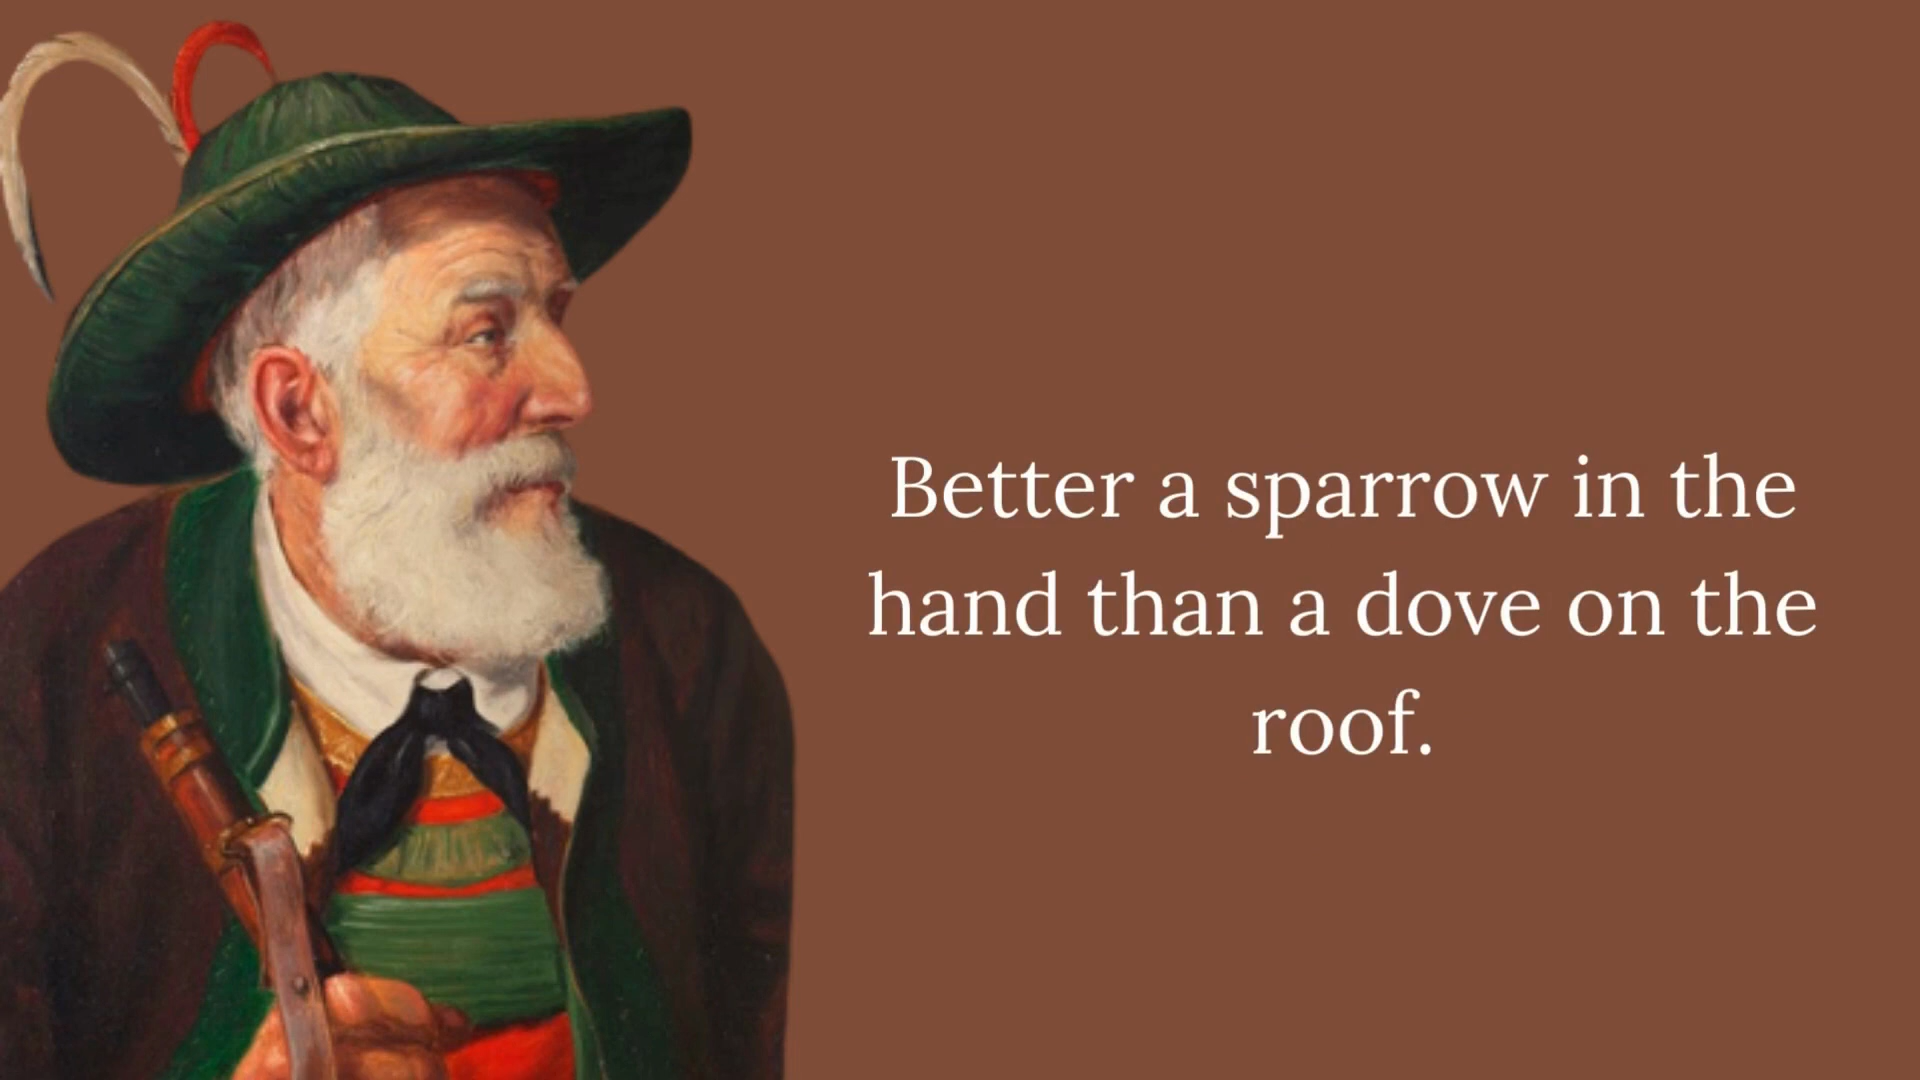 Better a sparrow in the
hand than a dove on the
roof.